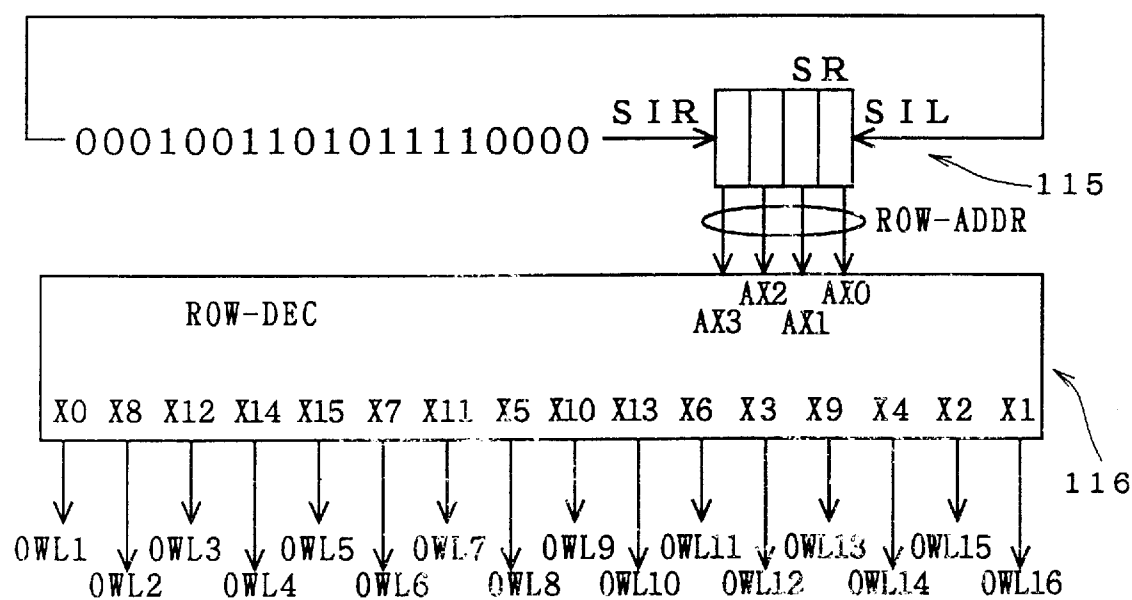 SR
0001001101011110000 SIR SIL
115
ROW-ADDR
AX2 AX0
ROW-DEC
AX3 AX1
X0 X8 X12 X14 X15 X7 X11 X5 X10 X13 X6 X3 X9 X4 X2 X1
116
OWL1 OWL3 OWL5 OWL7 OWL9 OWL11 OWL13 OWL15
OWL2 OWL4 OWL6 OWL8 OWL10 OWL12 OWL14 OWL16